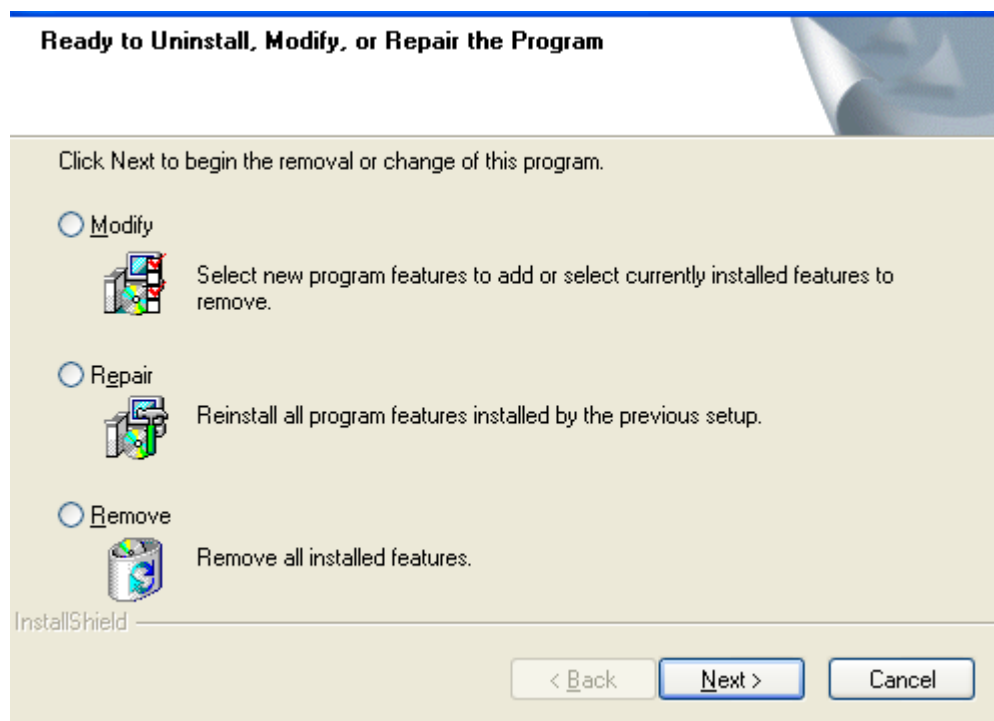 Ready to Uninstall, Modify, or Repair the Program
Click Next to begin the removal or change of this program.
Modify
Select new program features to add or select currently installed features to
remove.
Repair
Reinstall all program features installed by the previous setup.
Remove
Remove all installed features.
InstallShield
< Back
Next >
Cancel